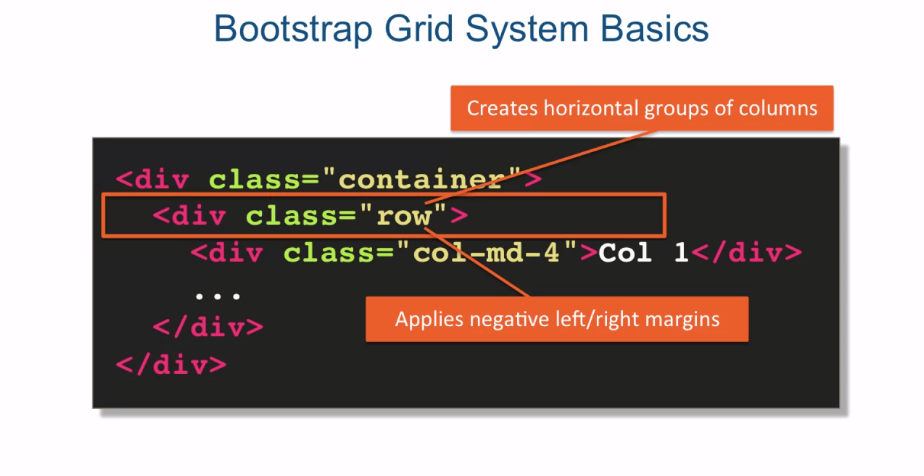 Bootstrap Grid System Basics
Creates horizontal groups of columns
<div class="container">
<div class="row">
<div class="col-md-4">Col 1</div>
...
Applies negative left/right margins
</div>
</div>